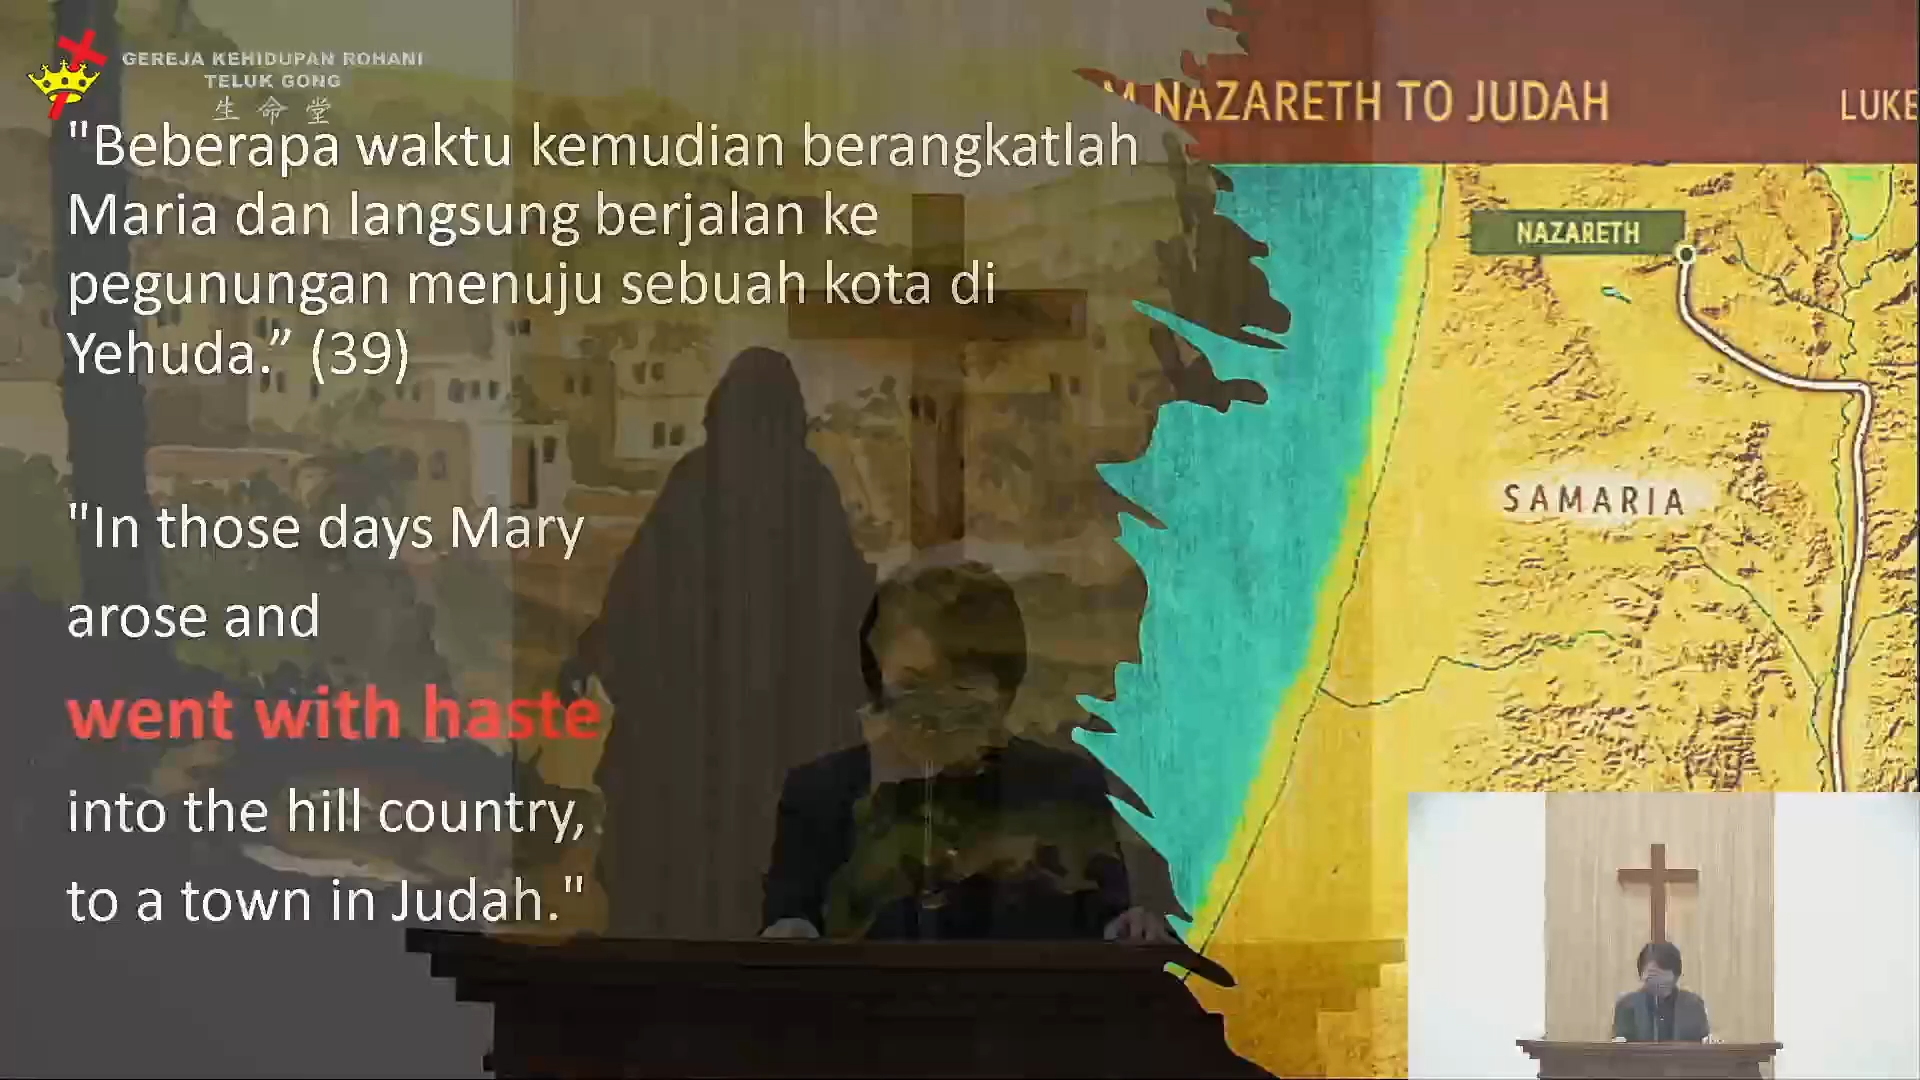 GEREJA KEHIDUPAN ROHANI
TELUK GONG
生 命 堂
"Beberapa waktu kemudian berangkatlah
Maria dan langsung berjalan ke
pegunungan menuju sebuah kota di
Yehuda.” (39)
"In those days Mary
arose and
went with haste
into the hill country,
to a town in Judah."
M NAZARETH TO JUDAH
LUKE
NAZARETH
SAMARIA